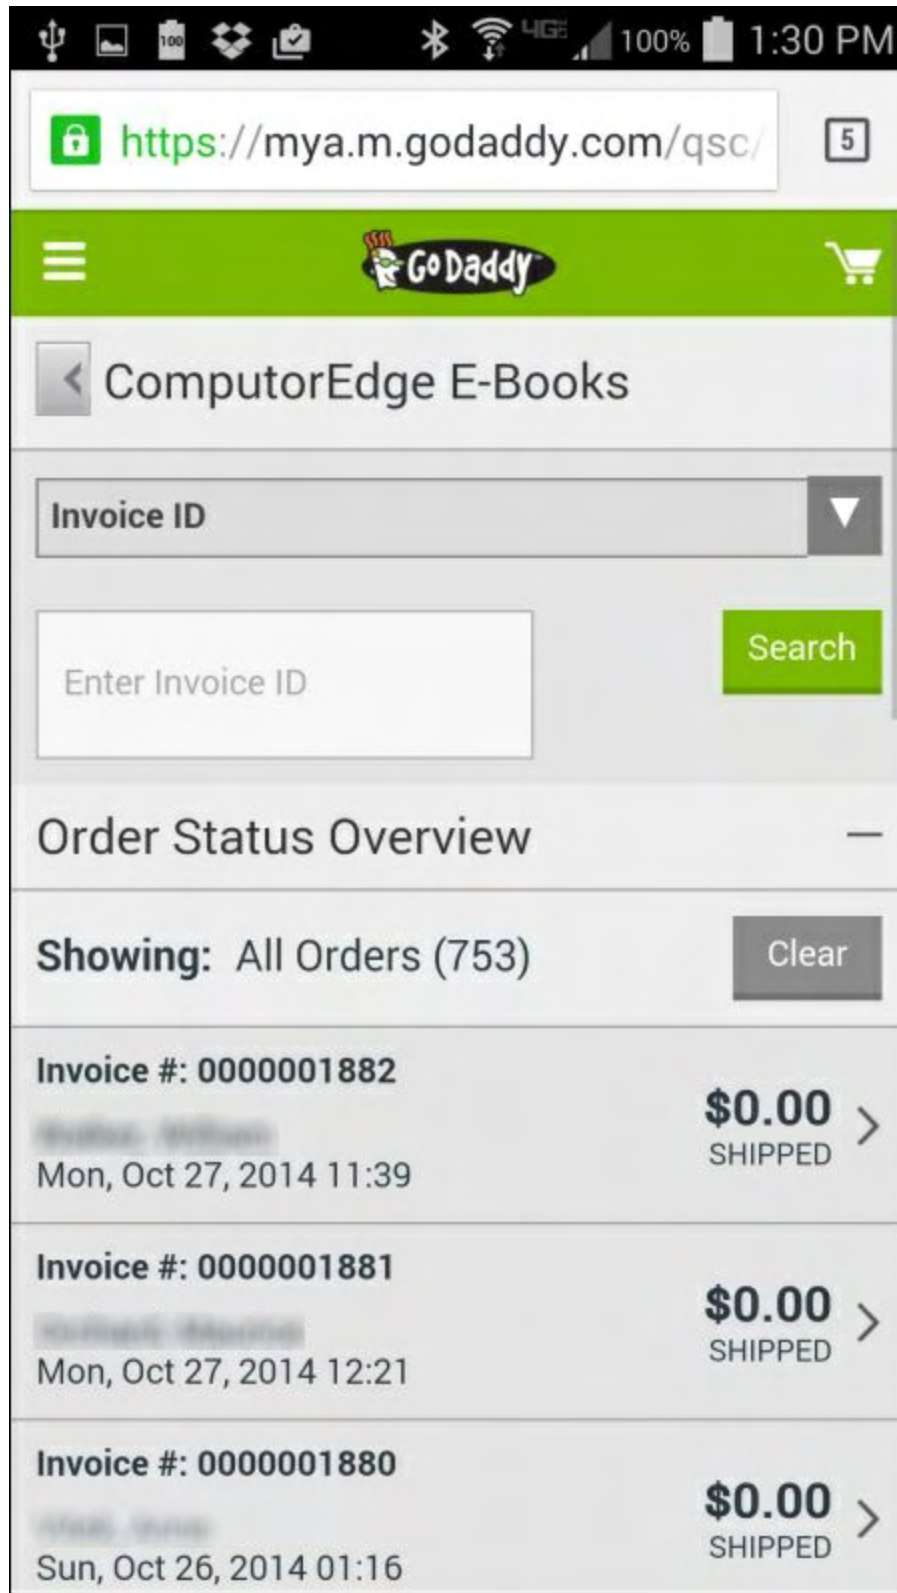 100 4G 100% 1:30 PM
https://mya.m.godaddy.com/qsc/ 5
GoDaddy
ComputorEdge E-Books
Invoice ID
Enter Invoice ID
Search
Order Status Overview
Showing: All Orders (753)
Clear
Invoice #: 0000001882
$0.00
SHIPPED
Mon, Oct 27, 2014 11:39
Invoice #: 0000001881
$0.00
SHIPPED
Mon, Oct 27, 2014 12:21
Invoice #: 0000001880
$0.00
SHIPPED
Sun, Oct 26, 2014 01:16